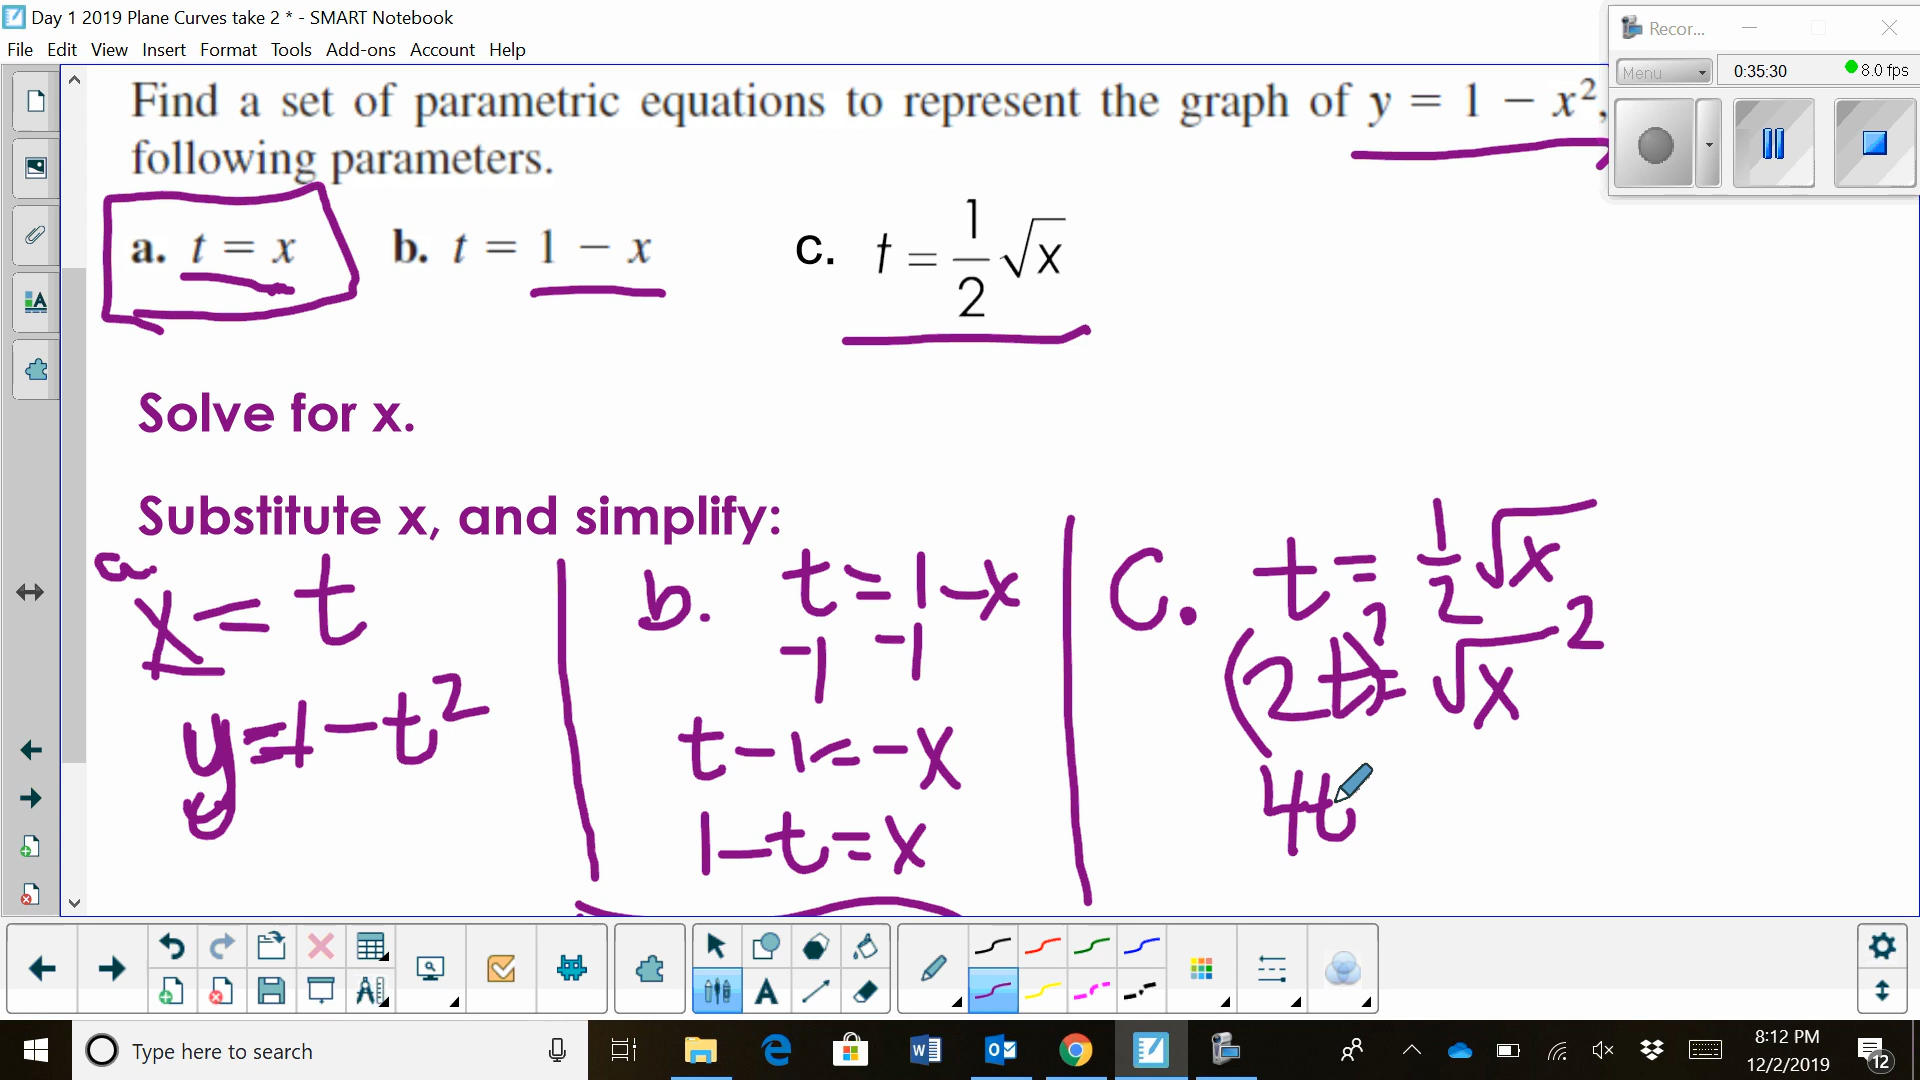 Day 1 2019 Plane Curves take 2 * - SMART Notebook
File Edit View Insert Format Tools Add-ons Account Help
Recor...
Menu
0:35:30
8.0 fps
Find a set of parametric equations to represent the graph of y = 1 − x²,
following parameters.
a. t = x b. t = 1 − x c. t = 1/2 √x
Solve for x.
Substitute x, and simplify:
a
x = t
y = 1 − t²
b. t = 1 − x
−1 −1
t − 1 = −x
1 − t = x
C. t = 1/2 √x
(2t)² = √x ²
4t
Type here to search
8:12 PM
12/2/2019
12